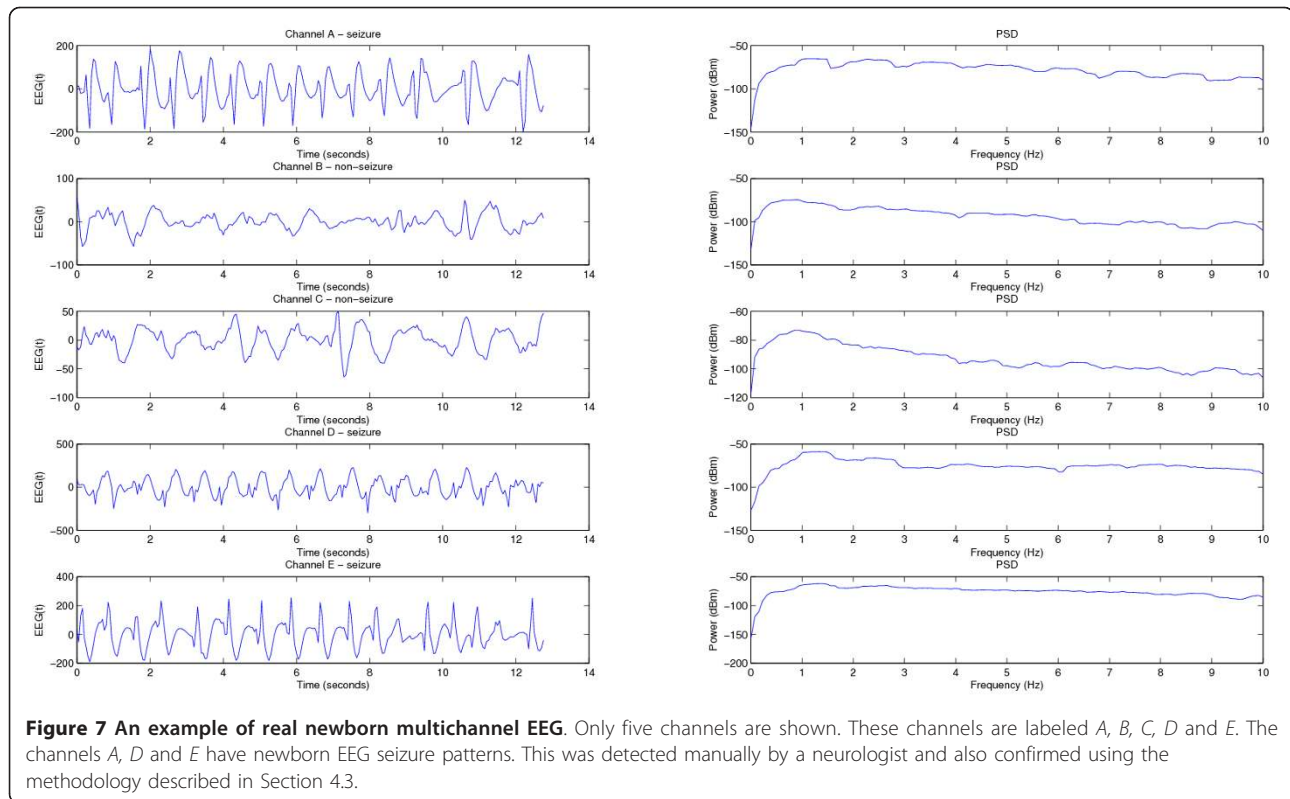 Channel A − seizure
200
0
−200
EEG(t)
0 2 4 6 8 10 12 14
Time (seconds)
PSD
−50
−100
−150
Power (dBm)
0 1 2 3 4 5 6 7 8 9 10
Frequency (Hz)
Channel B − non−seizure
100
0
−100
EEG(t)
0 2 4 6 8 10 12 14
Time (seconds)
PSD
−50
−100
−150
Power (dBm)
0 1 2 3 4 5 6 7 8 9 10
Frequency (Hz)
Channel C − non−seizure
50
0
−50
−100
EEG(t)
0 2 4 6 8 10 12 14
Time (seconds)
PSD
−60
−80
−100
−120
Power (dBm)
0 1 2 3 4 5 6 7 8 9 10
Frequency (Hz)
Channel D − seizure
500
0
−500
EEG(t)
0 2 4 6 8 10 12 14
Time (seconds)
PSD
−50
−100
−150
Power (dBm)
0 1 2 3 4 5 6 7 8 9 10
Frequency (Hz)
Channel E − seizure
400
200
0
−200
EEG(t)
0 2 4 6 8 10 12 14
Time (seconds)
PSD
−50
−100
−150
−200
Power (dBm)
0 1 2 3 4 5 6 7 8 9 10
Frequency (Hz)
Figure 7 An example of real newborn multichannel EEG. Only five channels are shown. These channels are labeled A, B, C, D and E. The
channels A, D and E have newborn EEG seizure patterns. This was detected manually by a neurologist and also confirmed using the
methodology described in Section 4.3.